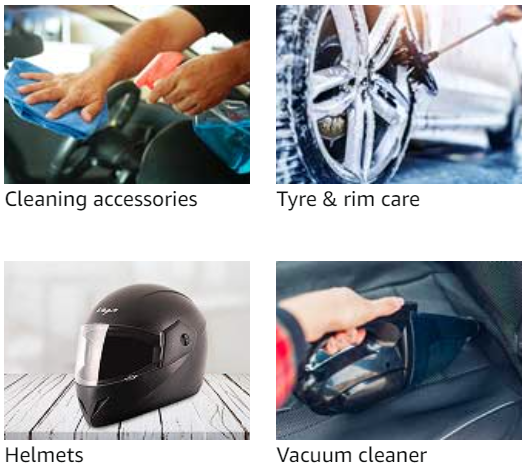 Cleaning accessories
Tyre & rim care
Helmets
Vacuum cleaner